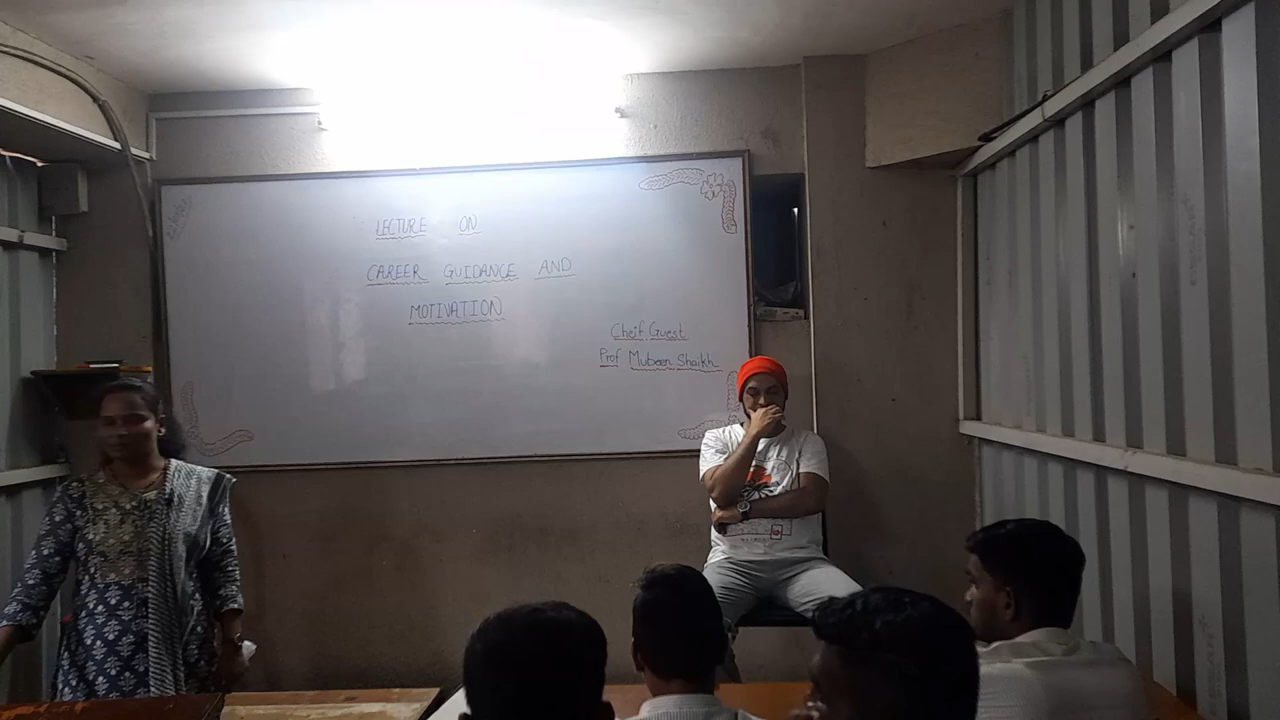 LECTURE ON
CAREER GUIDANCE AND
MOTIVATION
Cheif Guest
Prof Mubeen Shaikh